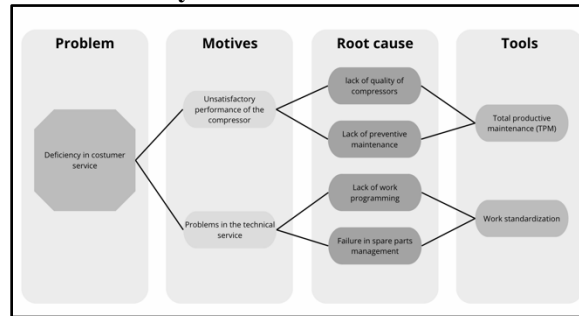 Problem
Motives
Root cause
Tools
Deficiency in costumer
service
Unsatisfactory
performance of the
compressor
Problems in the technical
service
lack of quality of
compressors
Lack of preventive
maintenance
Lack of work
programming
Failure in spare parts
management
Total productive
maintenance (TPM)
Work standardization